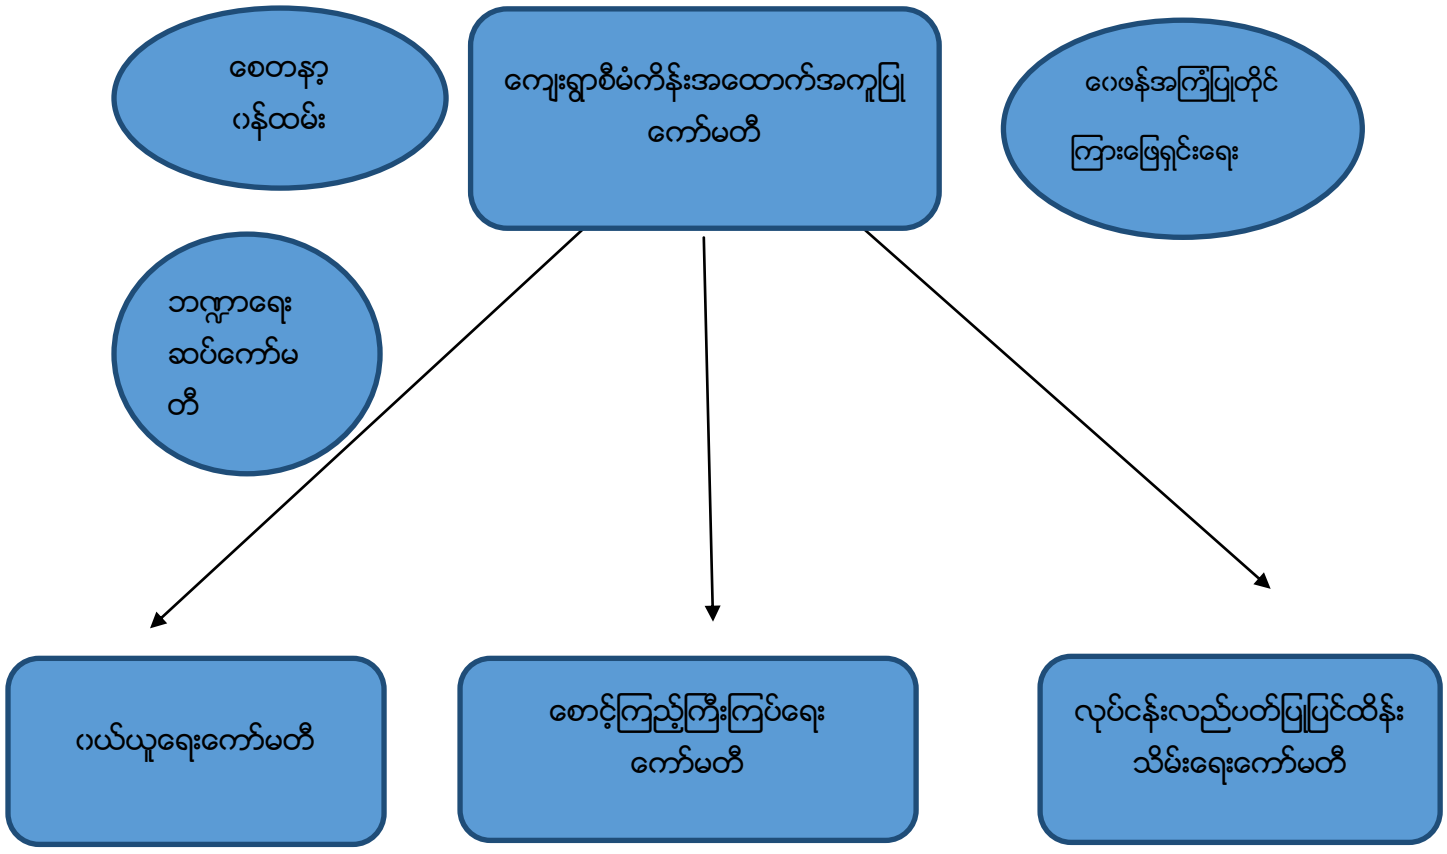 စေတနာ့
ဝန်ထမ်း
ကျေးရွာစီမံကိန်းအထောက်အကူပြု
ကော်မတီ
ဝေဖန်အကြံပြုတိုင်
ကြားဖြေရှင်းရေး
ဘဏ္ဍာရေး
ဆပ်ကော်မ
တီ
ဝယ်ယူရေးကော်မတီ
စောင့်ကြည့်ကြီးကြပ်ရေး
ကော်မတီ
လုပ်ငန်းလည်ပတ်ပြုပြင်ထိန်း
သိမ်းရေးကော်မတီ